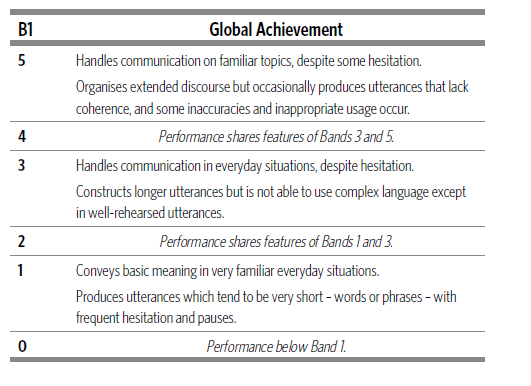 B1 Global Achievement
5 Handles communication on familiar topics, despite some hesitation.
Organises extended discourse but occasionally produces utterances that lack
coherence, and some inaccuracies and inappropriate usage occur.
4 Performance shares features of Bands 3 and 5.
3 Handles communication in everyday situations, despite hesitation.
Constructs longer utterances but is not able to use complex language except
in well-rehearsed utterances.
2 Performance shares features of Bands 1 and 3.
1 Conveys basic meaning in very familiar everyday situations.
Produces utterances which tend to be very short – words or phrases – with
frequent hesitation and pauses.
0 Performance below Band 1.